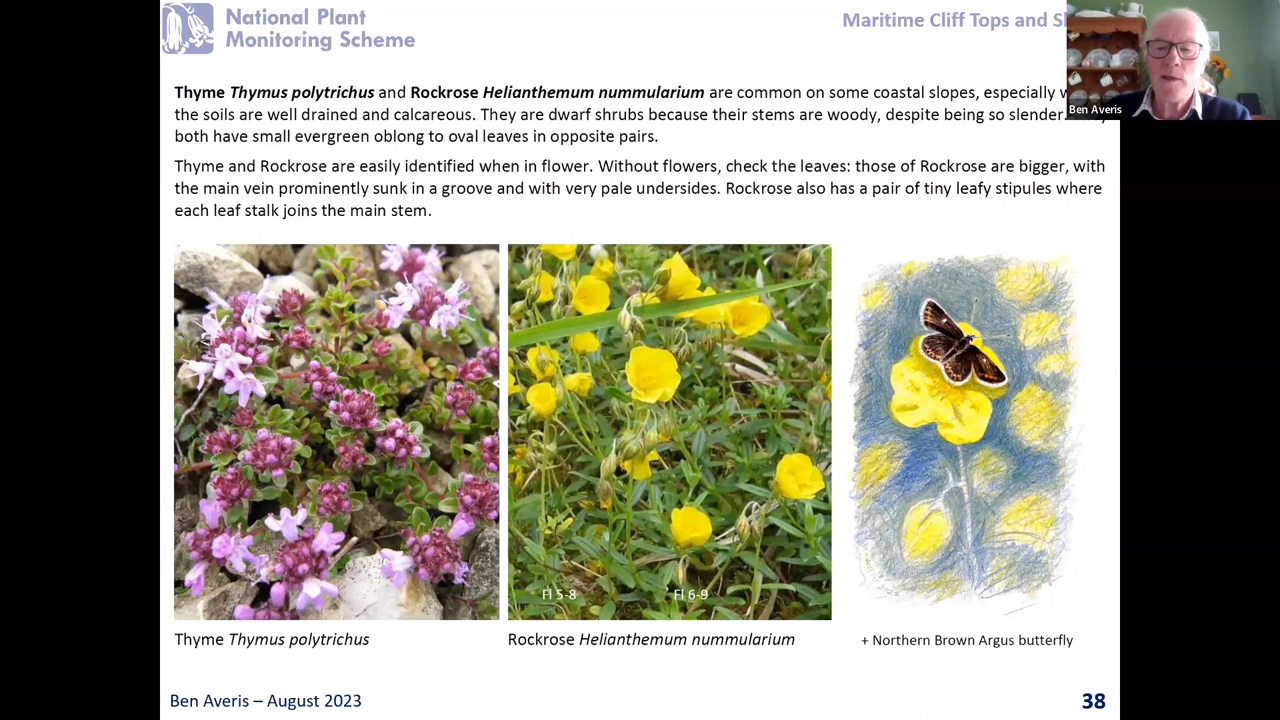 National Plant
Monitoring Scheme
Maritime Cliff Tops and
Ben Averis
Thyme Thymus polytrichus and Rockrose Helianthemum nummularium are common on some coastal slopes, especially
the soils are well drained and calcareous. They are dwarf shrubs because their stems are woody, despite being so slender.
both have small evergreen oblong to oval leaves in opposite pairs.
Thyme and Rockrose are easily identified when in flower. Without flowers, check the leaves: those of Rockrose are bigger, with
the main vein prominently sunk in a groove and with very pale undersides. Rockrose also has a pair of tiny leafy stipules where
each leaf stalk joins the main stem.
Fl 5-8
Fl 6-9
Thyme Thymus polytrichus
Rockrose Helianthemum nummularium
+ Northern Brown Argus butterfly
Ben Averis – August 2023
38